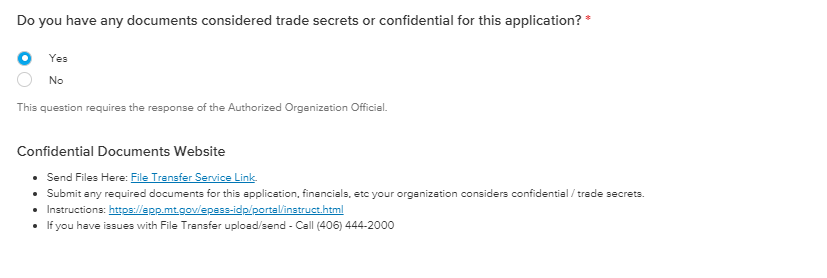 Do you have any documents considered trade secrets or confidential for this application? *
Yes
No
This question requires the response of the Authorized Organization Official.
Confidential Documents Website
• Send Files Here: File Transfer Service Link.
• Submit any required documents for this application, financials, etc your organization considers confidential / trade secrets.
• Instructions: https://app.mt.gov/epass-idp/portal/instruct.html
• If you have issues with File Transfer upload/send - Call (406) 444-2000